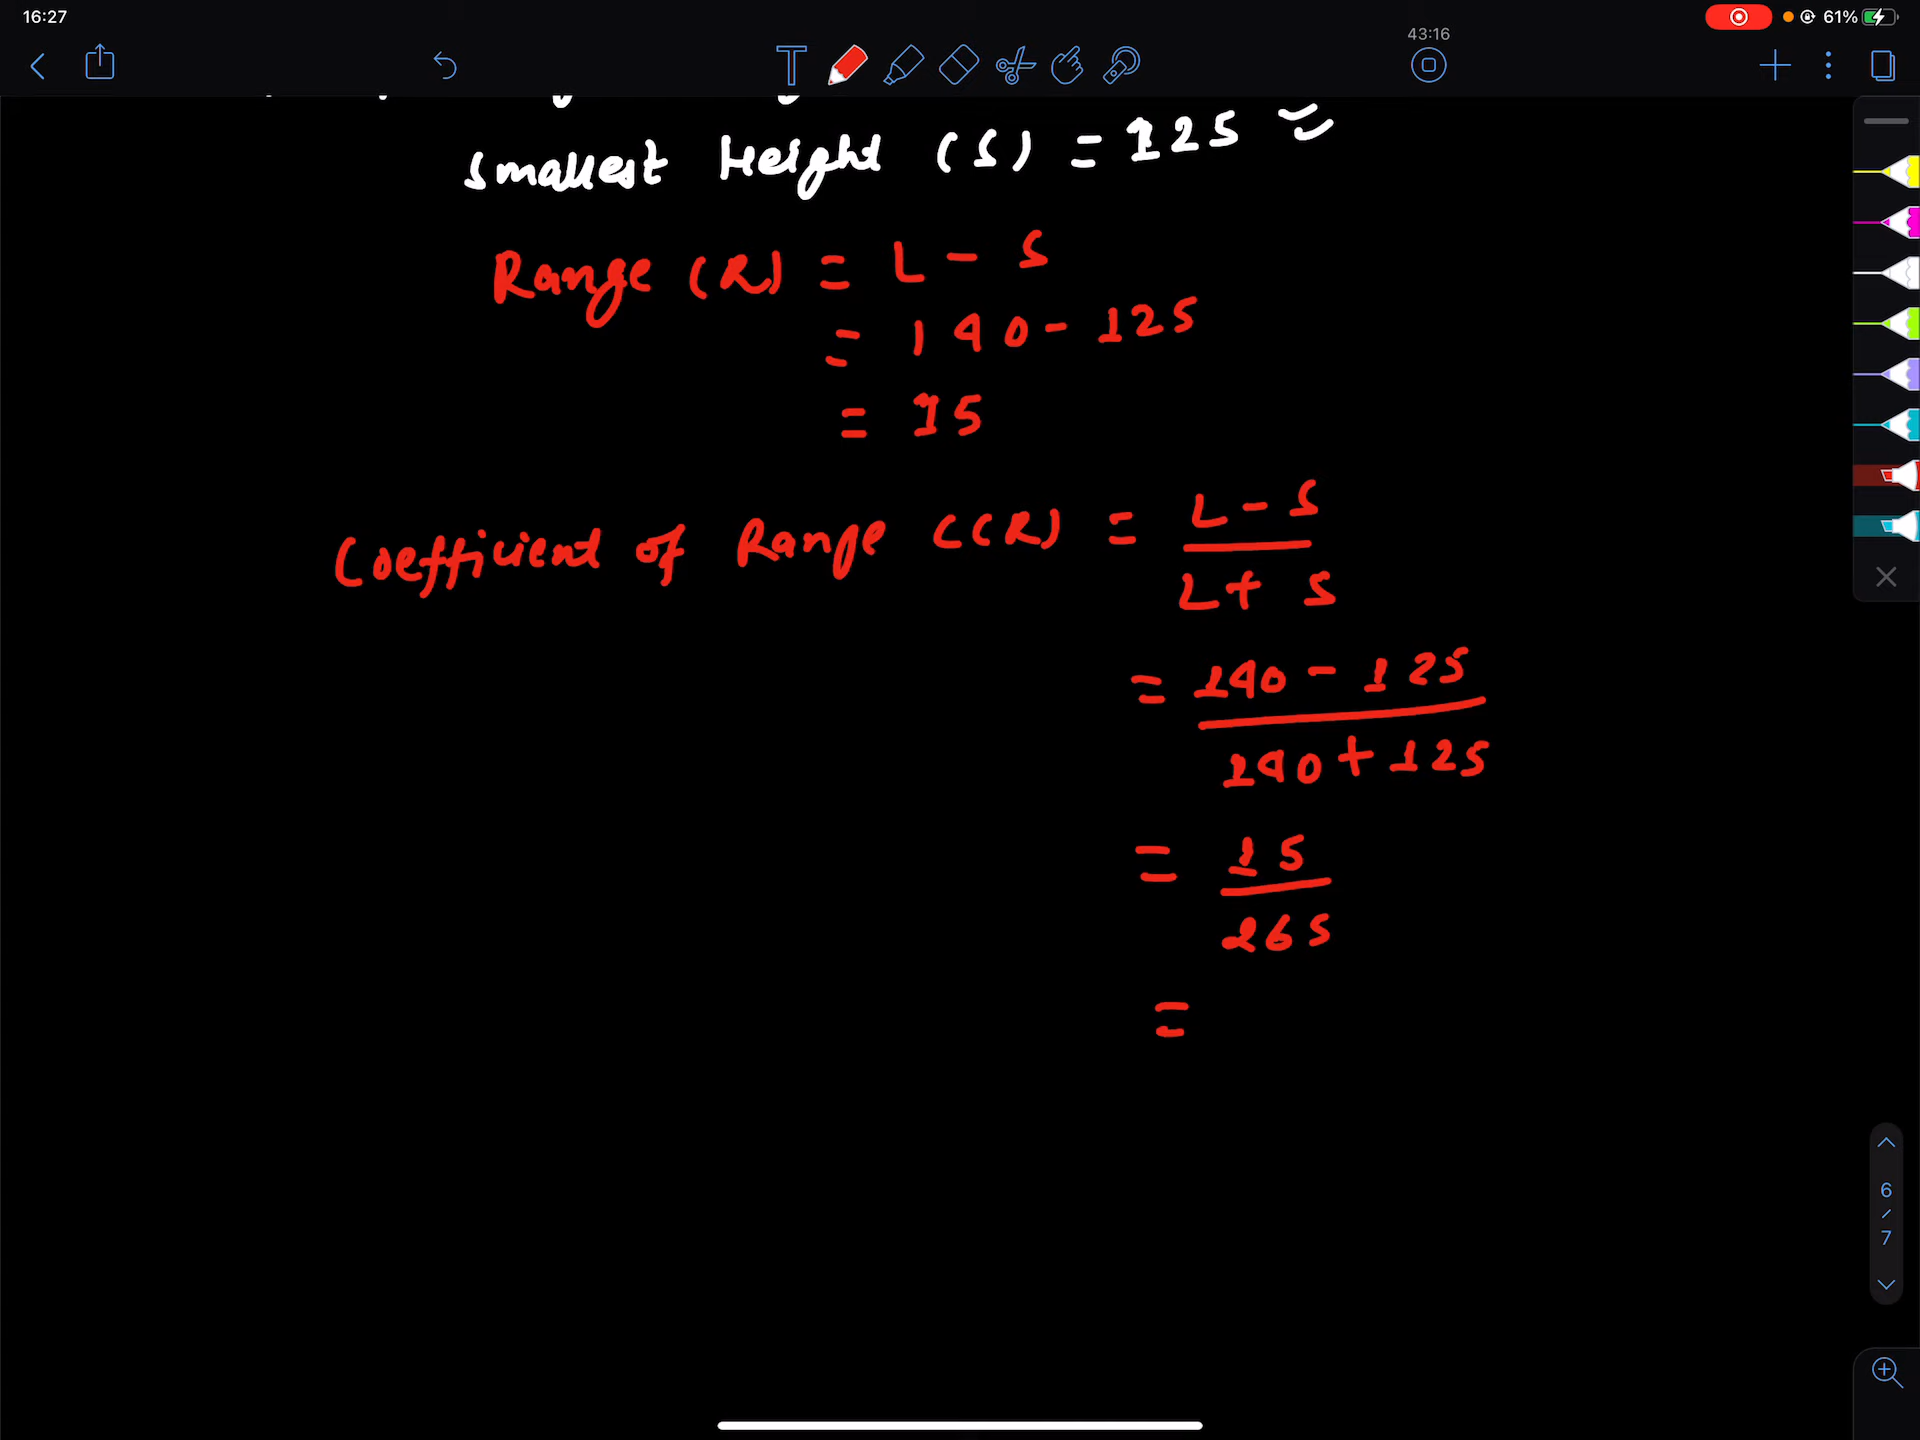 16:27
61%
43:16
Smallest Height (S) = 125
Range (R) = L - S
= 140 - 125
= 15
Coefficient of Range C(R) = L - S
L + S
= 140 - 125
140 + 125
= 15
265
=
6
/
7